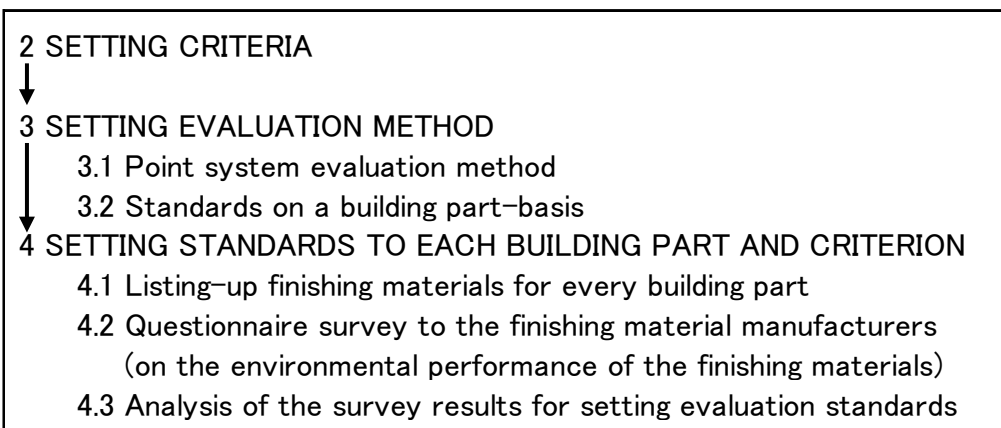 2 SETTING CRITERIA
3 SETTING EVALUATION METHOD
3.1 Point system evaluation method
3.2 Standards on a building part-basis
4 SETTING STANDARDS TO EACH BUILDING PART AND CRITERION
4.1 Listing-up finishing materials for every building part
4.2 Questionnaire survey to the finishing material manufacturers
(on the environmental performance of the finishing materials)
4.3 Analysis of the survey results for setting evaluation standards